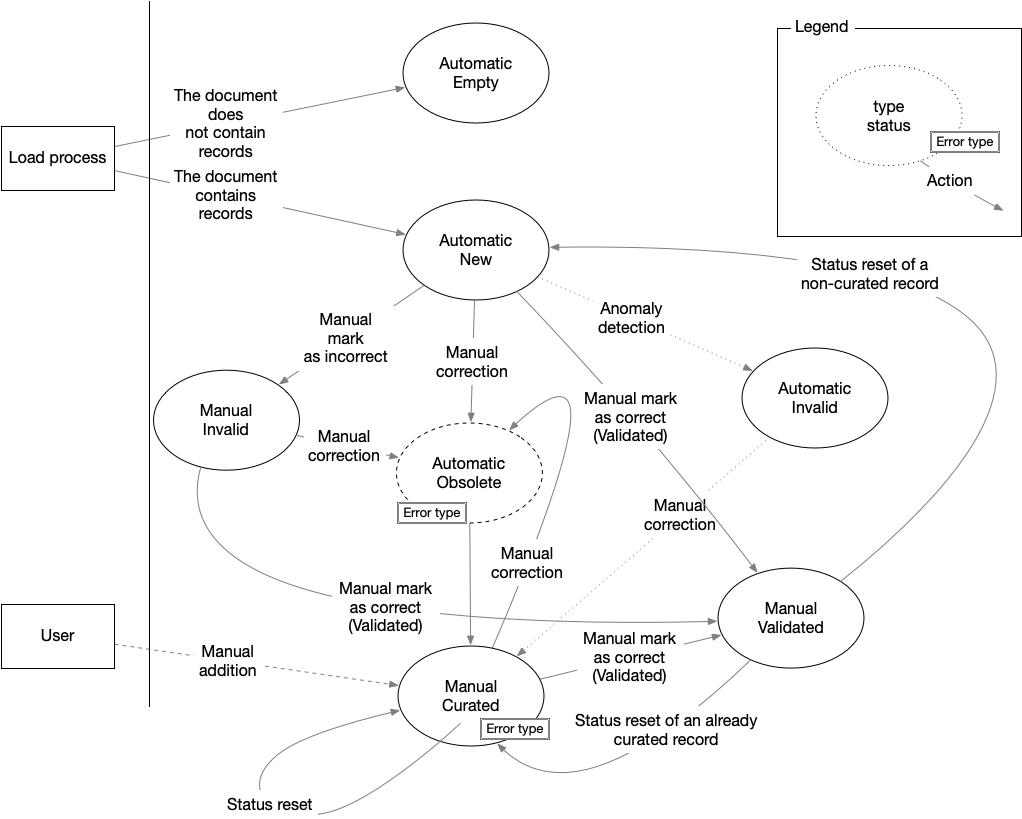 Legend
type
status
Error type
Action
Automatic
Empty
The document
does
not contain
records
Load process
The document
contains
records
Automatic
New
Status reset of a
non-curated record
Anomaly
detection
Manual
mark
as incorrect
Manual
correction
Automatic
Invalid
Manual mark
as correct
(Validated)
Manual
Invalid
Manual
correction
Automatic
Obsolete
Error type
Manual
correction
Manual
correction
Manual mark
as correct
(Validated)
Manual
Validated
User
Manual mark
as correct
(Validated)
Manual
addition
Manual
Curated
Error type
Status reset of an already
curated record
Status reset